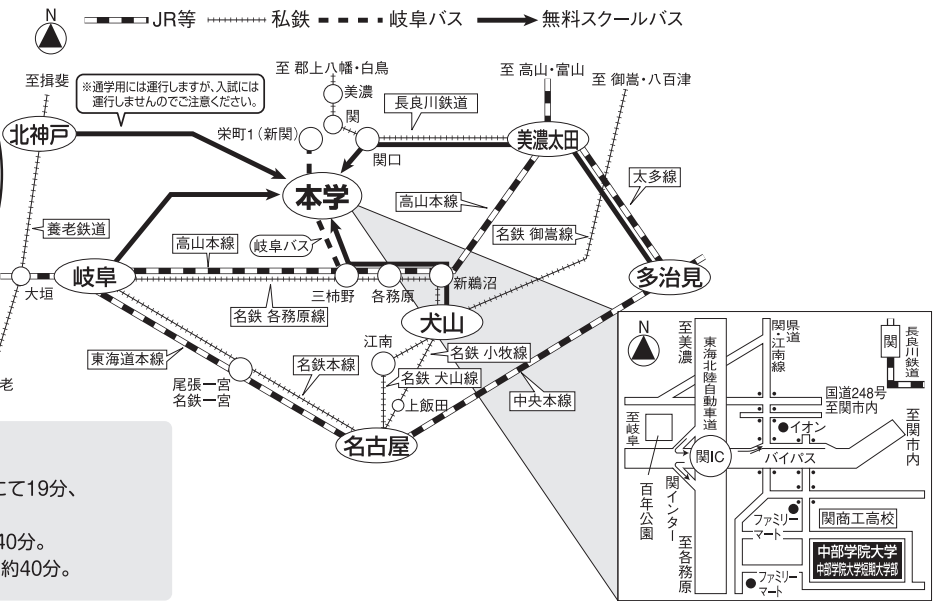 N
JR等
私鉄
岐阜バス
無料スクールバス
至揖斐
※通学用には運行しますが、入試には
運行しませんのでご注意ください。
至 郡上八幡・白鳥
美濃
関
長良川鉄道
至 高山・富山
至 御嵩・八百津
北神戸
栄町1(新関)
関口
美濃太田
本学
太多線
高山本線
養老鉄道
名鉄 御嵩線
高山本線
岐阜バス
岐阜
多治見
大垣
三柿野
各務原
新鵜沼
名鉄 各務原線
犬山
江南
名鉄 小牧線
東海道本線
名鉄本線
名鉄 犬山線
尾張一宮
名鉄一宮
上飯田
中央本線
老
名古屋
にて19分、
40分。
約40分。
N
至美濃
東海北陸自動車道
県道
関・江南線
関
長良川鉄道
国道248号
至関市内
至岐阜
イオン
至関市内
関IC
バイパス
百年公園
関インター
至各務原
ファミリー
マート
関商工高校
中部学院大学
中部学院大学短期大学部
ファミリー
マート